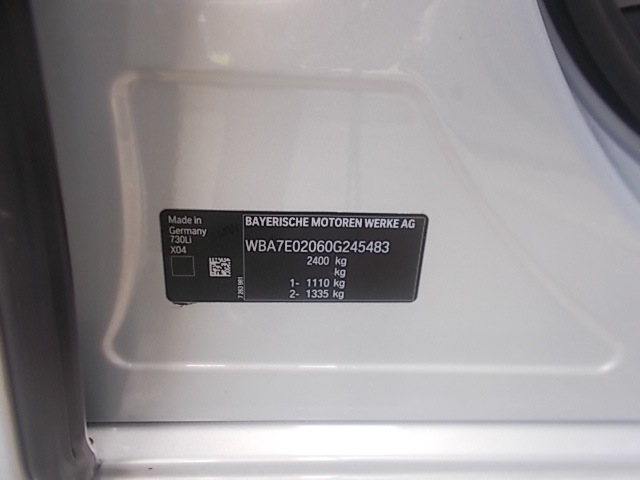 Made in
Germany
730Li
X04
BAYERISCHE MOTOREN WERKE AG
WBA7E02060G245483
2400 kg
kg
1- 1110 kg
2- 1335 kg